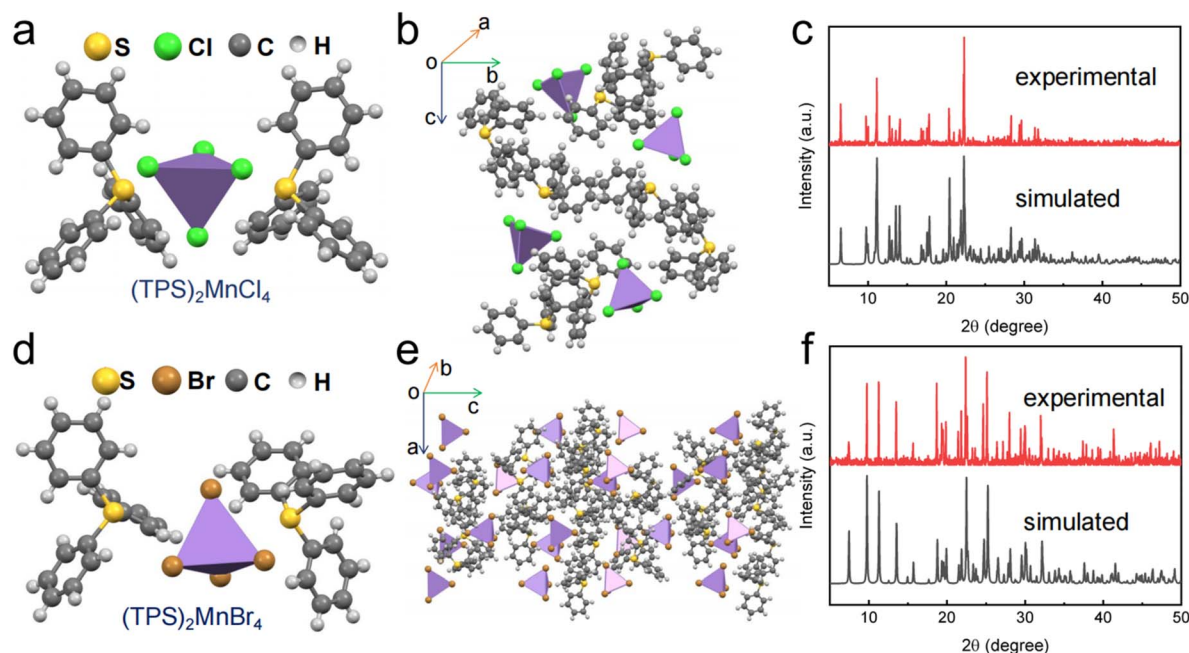 a
S Cl C H
(TPS)₂MnCl₄
b
a
o
b
c
c
experimental
simulated
Intensity (a.u.)
10 20 30 40 50
2θ (degree)
d
S Br C H
(TPS)₂MnBr₄
e
b
o
c
a
f
experimental
simulated
Intensity (a.u.)
10 20 30 40 50
2θ (degree)